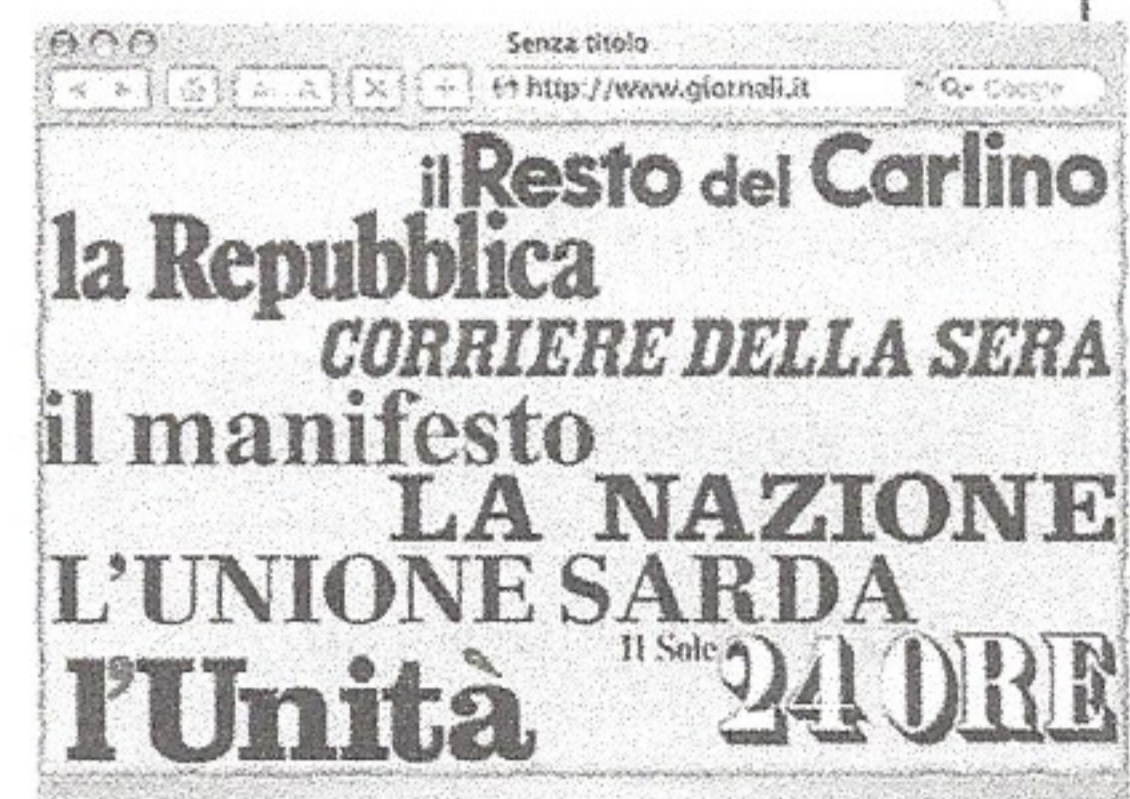 Senza titolo
http://www.giornali.it
Google
il Resto del Carlino
la Repubblica
CORRIERE DELLA SERA
il manifesto
LA NAZIONE
L'UNIONE SARDA
l'Unità
Il Sole 24 ORE